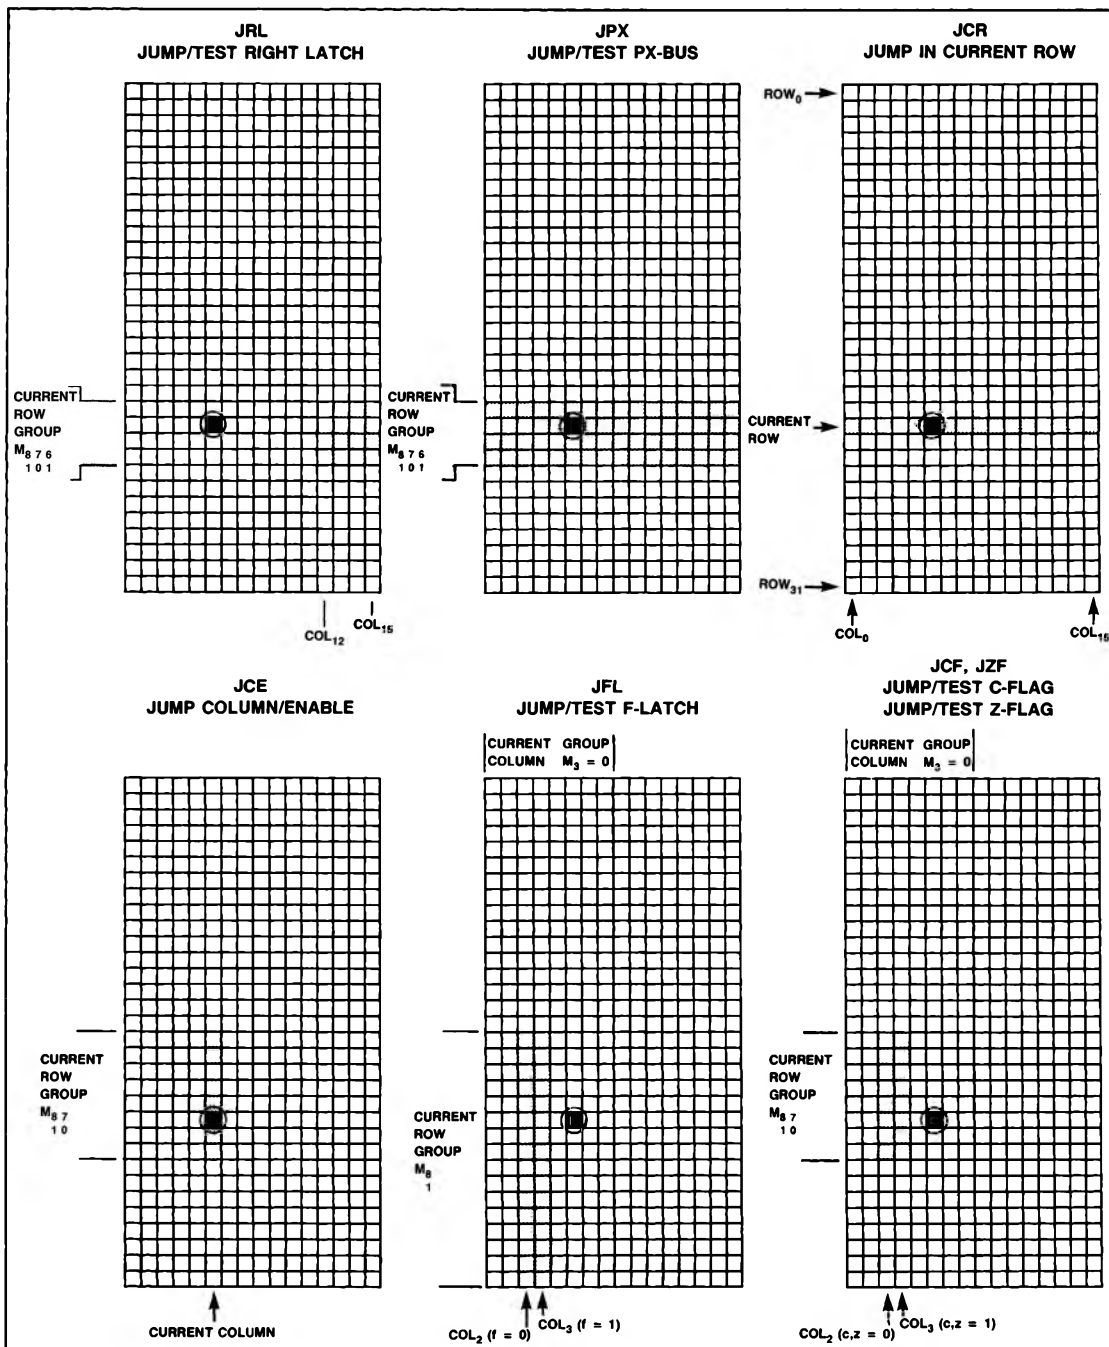 JRL
JUMP/TEST RIGHT LATCH
JPX
JUMP/TEST PX-BUS
JCR
JUMP IN CURRENT ROW
ROW₀
CURRENT
ROW
GROUP
M₈ ₇ ₆
1 0 1
CURRENT
ROW
GROUP
M₈ ₇ ₆
1 0 1
CURRENT
ROW
ROW₃₁
COL₁₂
COL₁₅
COL₀
COL₁₅
JCE
JUMP COLUMN/ENABLE
JFL
JUMP/TEST F-LATCH
JCF, JZF
JUMP/TEST C-FLAG
JUMP/TEST Z-FLAG
CURRENT GROUP
COLUMN M₃ = 0
CURRENT GROUP
COLUMN M₃ = 0
CURRENT
ROW
GROUP
M₈ ₇
1 0
CURRENT
ROW
GROUP
M₈
1
CURRENT
ROW
GROUP
M₈ ₇
1 0
CURRENT COLUMN
COL₂ (f = 0)
COL₃ (f = 1)
COL₂ (c,z = 0)
COL₃ (c,z = 1)